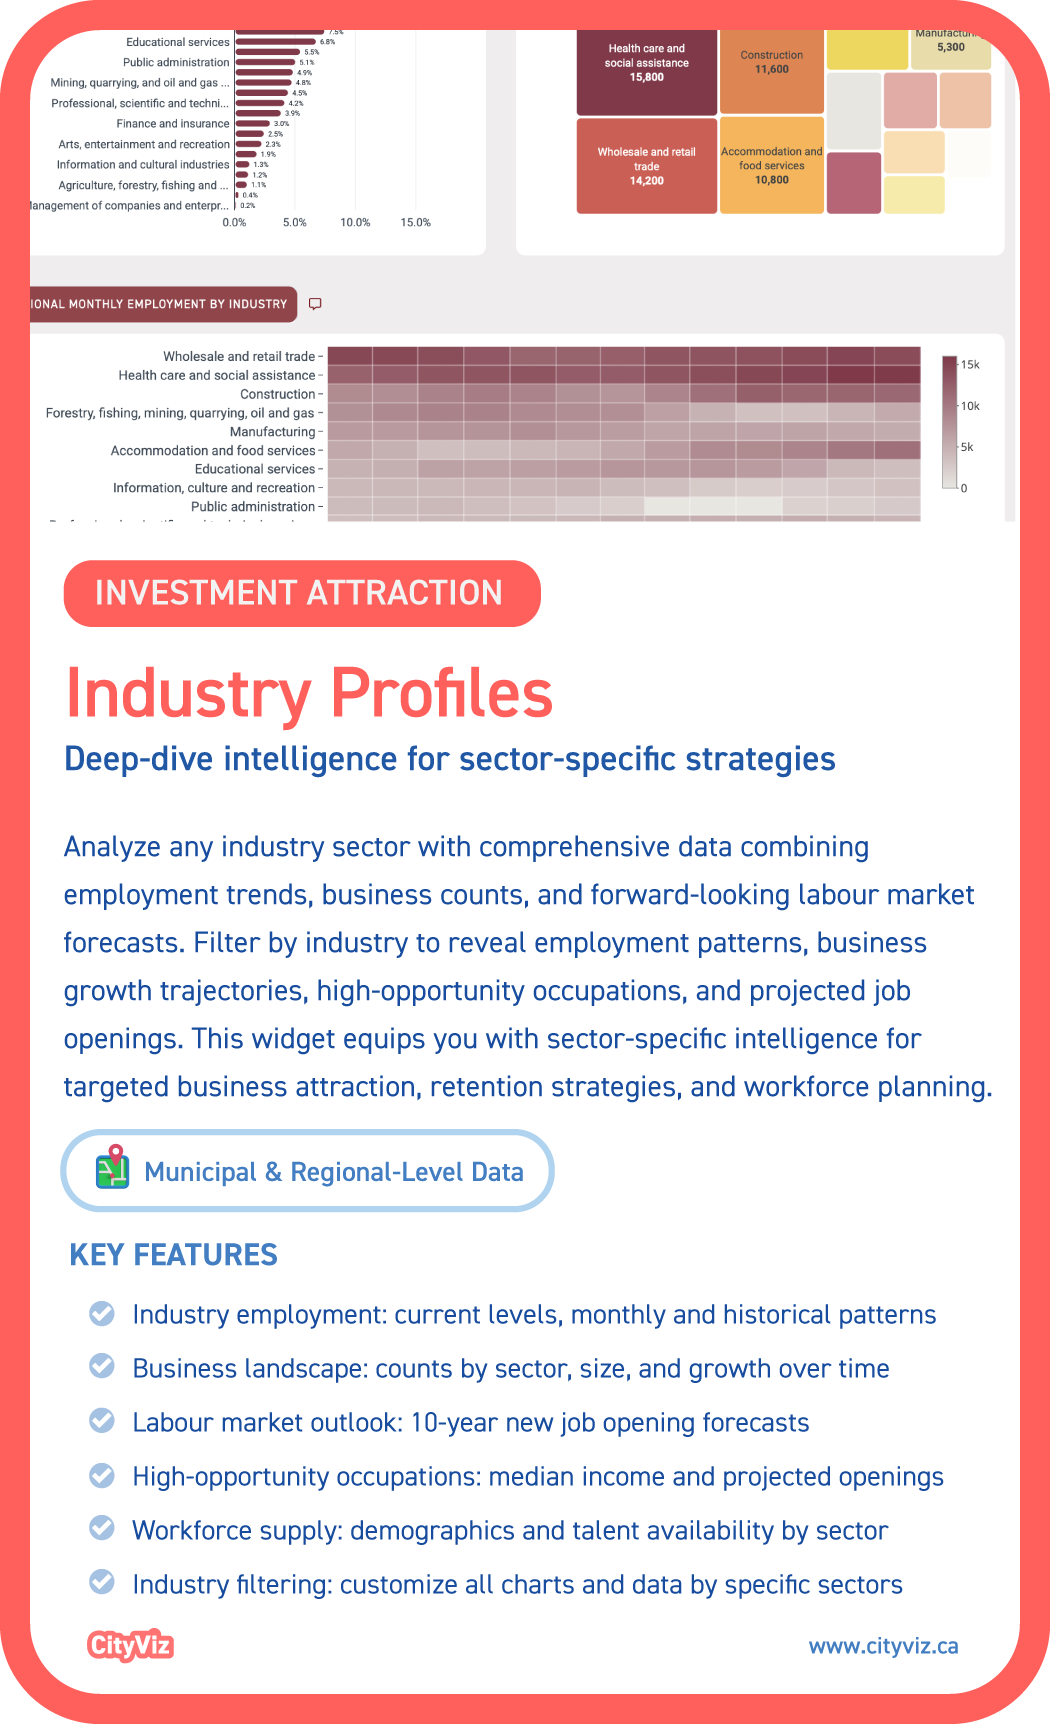 7.5%
Educational services
6.8%
5.5%
Public administration
5.1%
4.9%
Mining, quarrying, and oil and gas ...
4.8%
4.5%
Professional, scientific and techni...
4.2%
3.9%
Finance and insurance
3.0%
2.5%
Arts, entertainment and recreation
2.3%
1.9%
Information and cultural industries
1.3%
1.2%
Agriculture, forestry, fishing and ...
1.1%
0.4%
Management of companies and enterpr...
0.2%
0.0% 5.0% 10.0% 15.0%
Health care and
social assistance
15,800
Construction
11,600
Manufacturing
5,300
Wholesale and retail
trade
14,200
Accommodation and
food services
10,800
IONAL MONTHLY EMPLOYMENT BY INDUSTRY
Wholesale and retail trade
Health care and social assistance
Construction
Forestry, fishing, mining, quarrying, oil and gas
Manufacturing
Accommodation and food services
Educational services
Information, culture and recreation
Public administration
15k
10k
5k
0
INVESTMENT ATTRACTION
Industry Profiles
Deep-dive intelligence for sector-specific strategies
Analyze any industry sector with comprehensive data combining
employment trends, business counts, and forward-looking labour market
forecasts. Filter by industry to reveal employment patterns, business
growth trajectories, high-opportunity occupations, and projected job
openings. This widget equips you with sector-specific intelligence for
targeted business attraction, retention strategies, and workforce planning.
Municipal & Regional-Level Data
KEY FEATURES
Industry employment: current levels, monthly and historical patterns
Business landscape: counts by sector, size, and growth over time
Labour market outlook: 10-year new job opening forecasts
High-opportunity occupations: median income and projected openings
Workforce supply: demographics and talent availability by sector
Industry filtering: customize all charts and data by specific sectors
CityViz
www.cityviz.ca